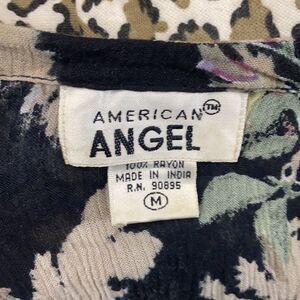 AMERICAN™
ANGEL
100% RAYON
MADE IN INDIA
R.N. 90895
M